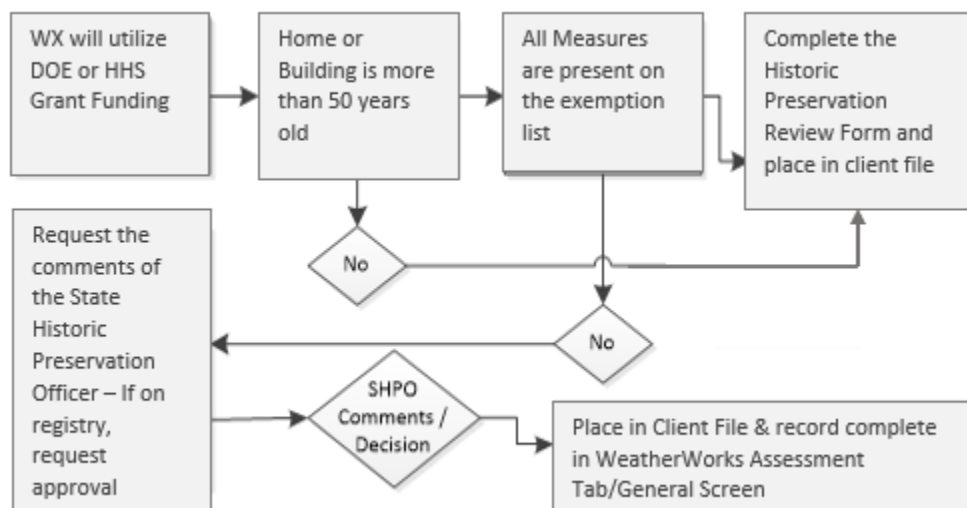 WX will utilize
DOE or HHS
Grant Funding
Home or
Building is more
than 50 years
old
All Measures
are present on
the exemption
list
Complete the
Historic
Preservation
Review Form and
place in client file
No
Request the
comments of
the State
Historic
Preservation
Officer – If on
registry,
request
approval
No
SHPO
Comments /
Decision
Place in Client File & record complete
in WeatherWorks Assessment
Tab/General Screen